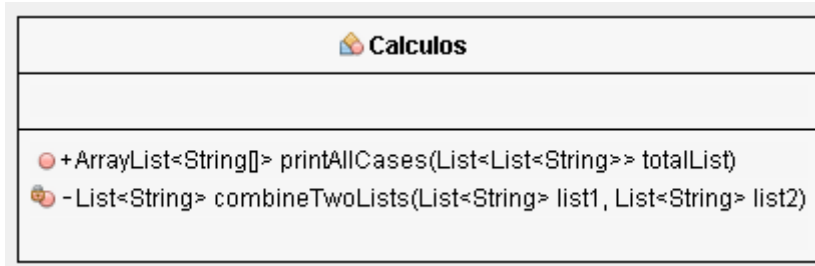 Calculos
+ArrayList<String[]> printAllCases(List<List<String>> totalList)
-List<String> combineTwoLists(List<String> list1, List<String> list2)